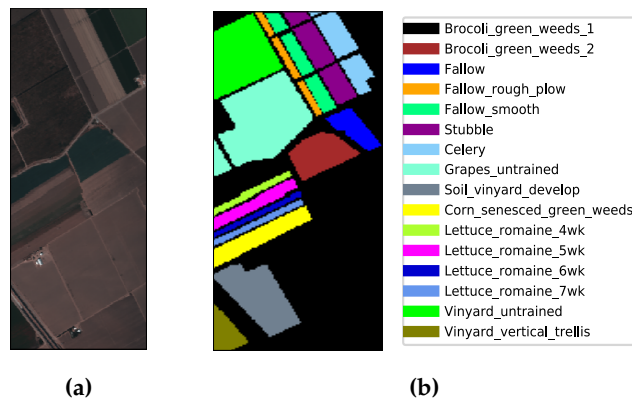 Brocoli_green_weeds_1
Brocoli_green_weeds_2
Fallow
Fallow_rough_plow
Fallow_smooth
Stubble
Celery
Grapes_untrained
Soil_vinyard_develop
Corn_senesced_green_weeds
Lettuce_romaine_4wk
Lettuce_romaine_5wk
Lettuce_romaine_6wk
Lettuce_romaine_7wk
Vinyard_untrained
Vinyard_vertical_trellis
(a)
(b)